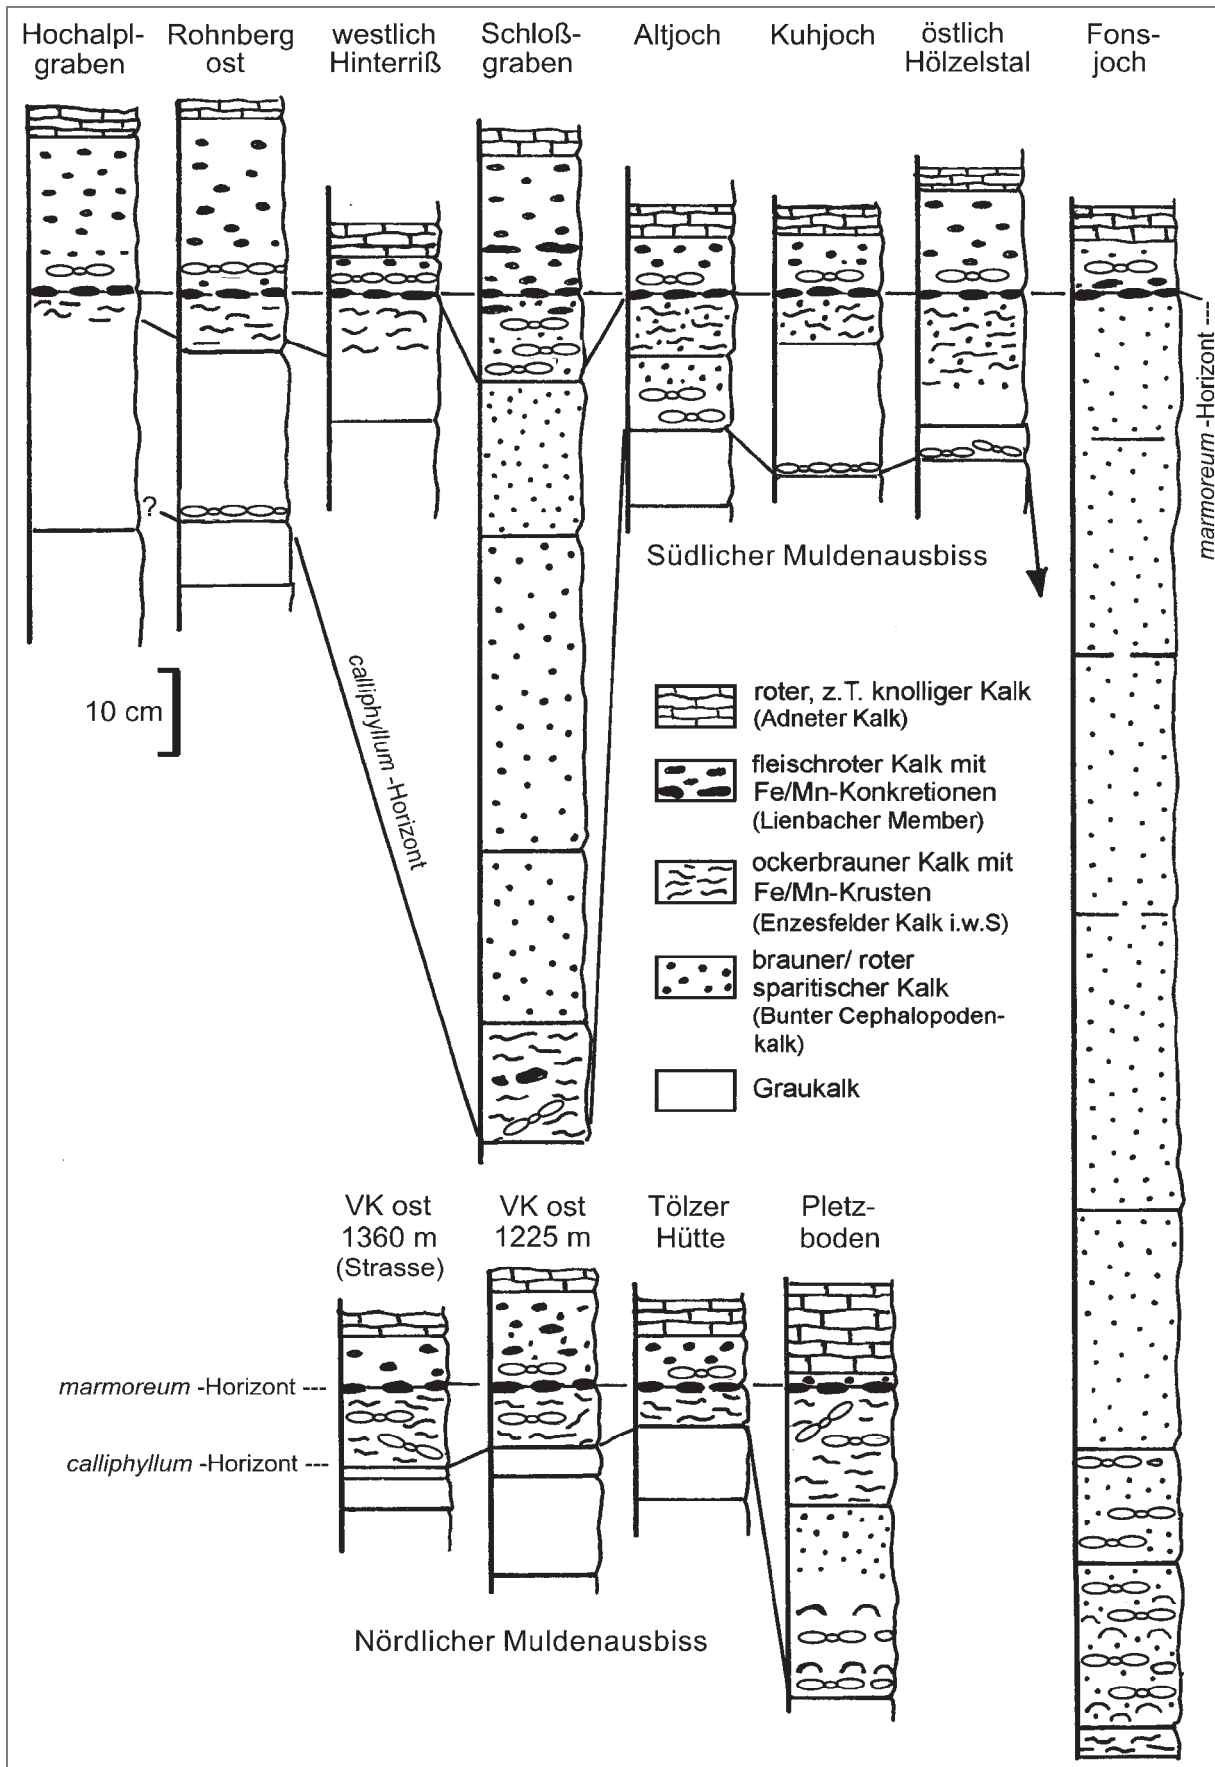 Hochalpl-
graben
Rohnberg
ost
westlich
Hinterriß
Schloß-
graben
Altjoch
Kuhjoch
östlich
Hölzelstal
Fons-
joch
marmoreum -Horizont ---
?
10 cm
calliphyllum -Horizont
Südlicher Muldenausbiss
roter, z.T. knolliger Kalk
(Adneter Kalk)
fleischroter Kalk mit
Fe/Mn-Konkretionen
(Lienbacher Member)
ockerbrauner Kalk mit
Fe/Mn-Krusten
(Enzesfelder Kalk i.w.S)
brauner/ roter
sparitischer Kalk
(Bunter Cephalopoden-
kalk)
Graukalk
VK ost
1360 m
(Strasse)
VK ost
1225 m
Tölzer
Hütte
Pletz-
boden
marmoreum -Horizont ---
calliphyllum -Horizont ---
Nördlicher Muldenausbiss